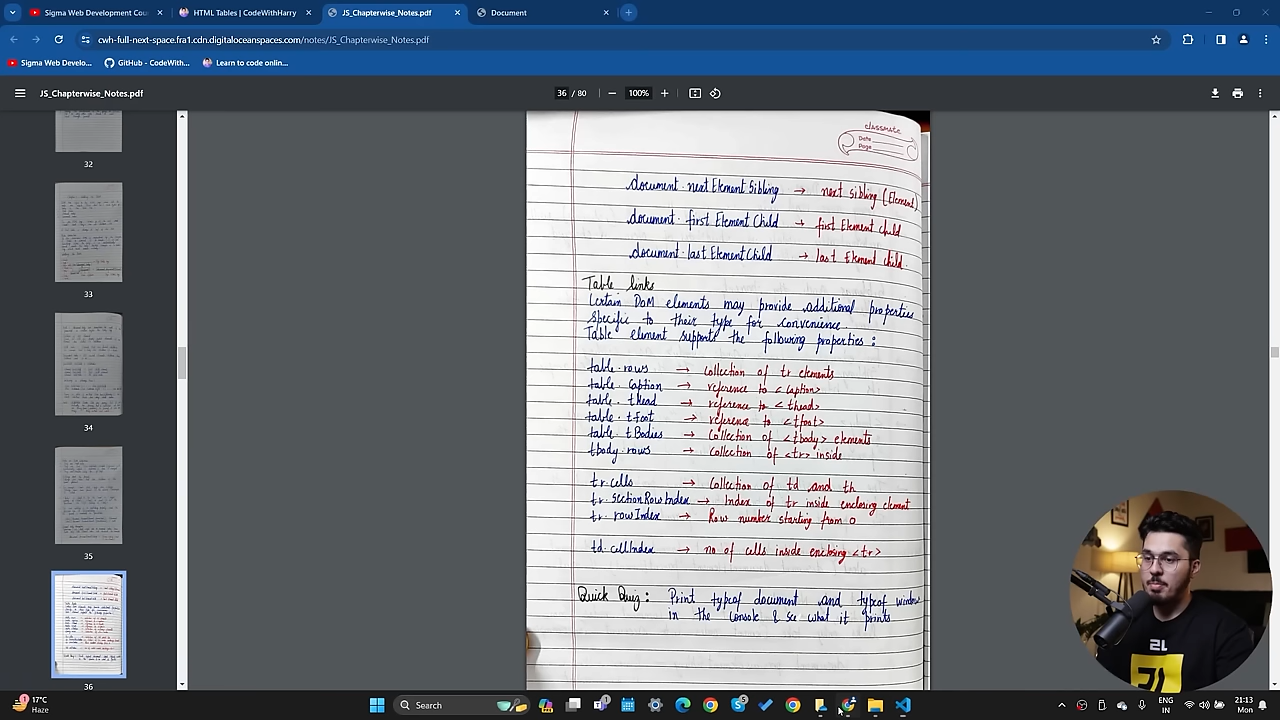 Sigma Web Development Cou
HTML Tables | CodeWithHarry
JS_Chapterwise_Notes.pdf
Document
cwh-full-next-space.fra1.cdn.digitaloceanspaces.com/notes/JS_Chapterwise_Notes.pdf
Sigma Web Develo...
GitHub - CodeWith...
Learn to code onlin...
JS_Chapterwise_Notes.pdf
36 / 80
100%
32
33
34
35
36
classmate
Date
Page
document.nextElementSibling → next sibling (Element)
document.firstElementChild → first Element child
document.lastElementChild → last Element child
Table links
Certain DOM elements may provide additional properties
specific to their type for convenience.
Table element supports the following properties :
table.rows → Collection of tr elements
table.caption → reference to caption>
table.tHead → reference to <thead>
table.tFoot → reference to <tfoot>
table.tBodies → Collection of <tbody> elements
tbody.rows → Collection of <tr> inside
tr.cells → Collection of td and th
tr.sectionRowIndex → Index of tr inside enclosing element
tr.rowIndex → Row number starting from 0
td.cellIndex → no of cells inside enclosing <tr>
Quick Quiz : Print typeof document and typeof window
in the console & see what it prints
17°C
Haze
Search
ENG
IN
21:13
Mon